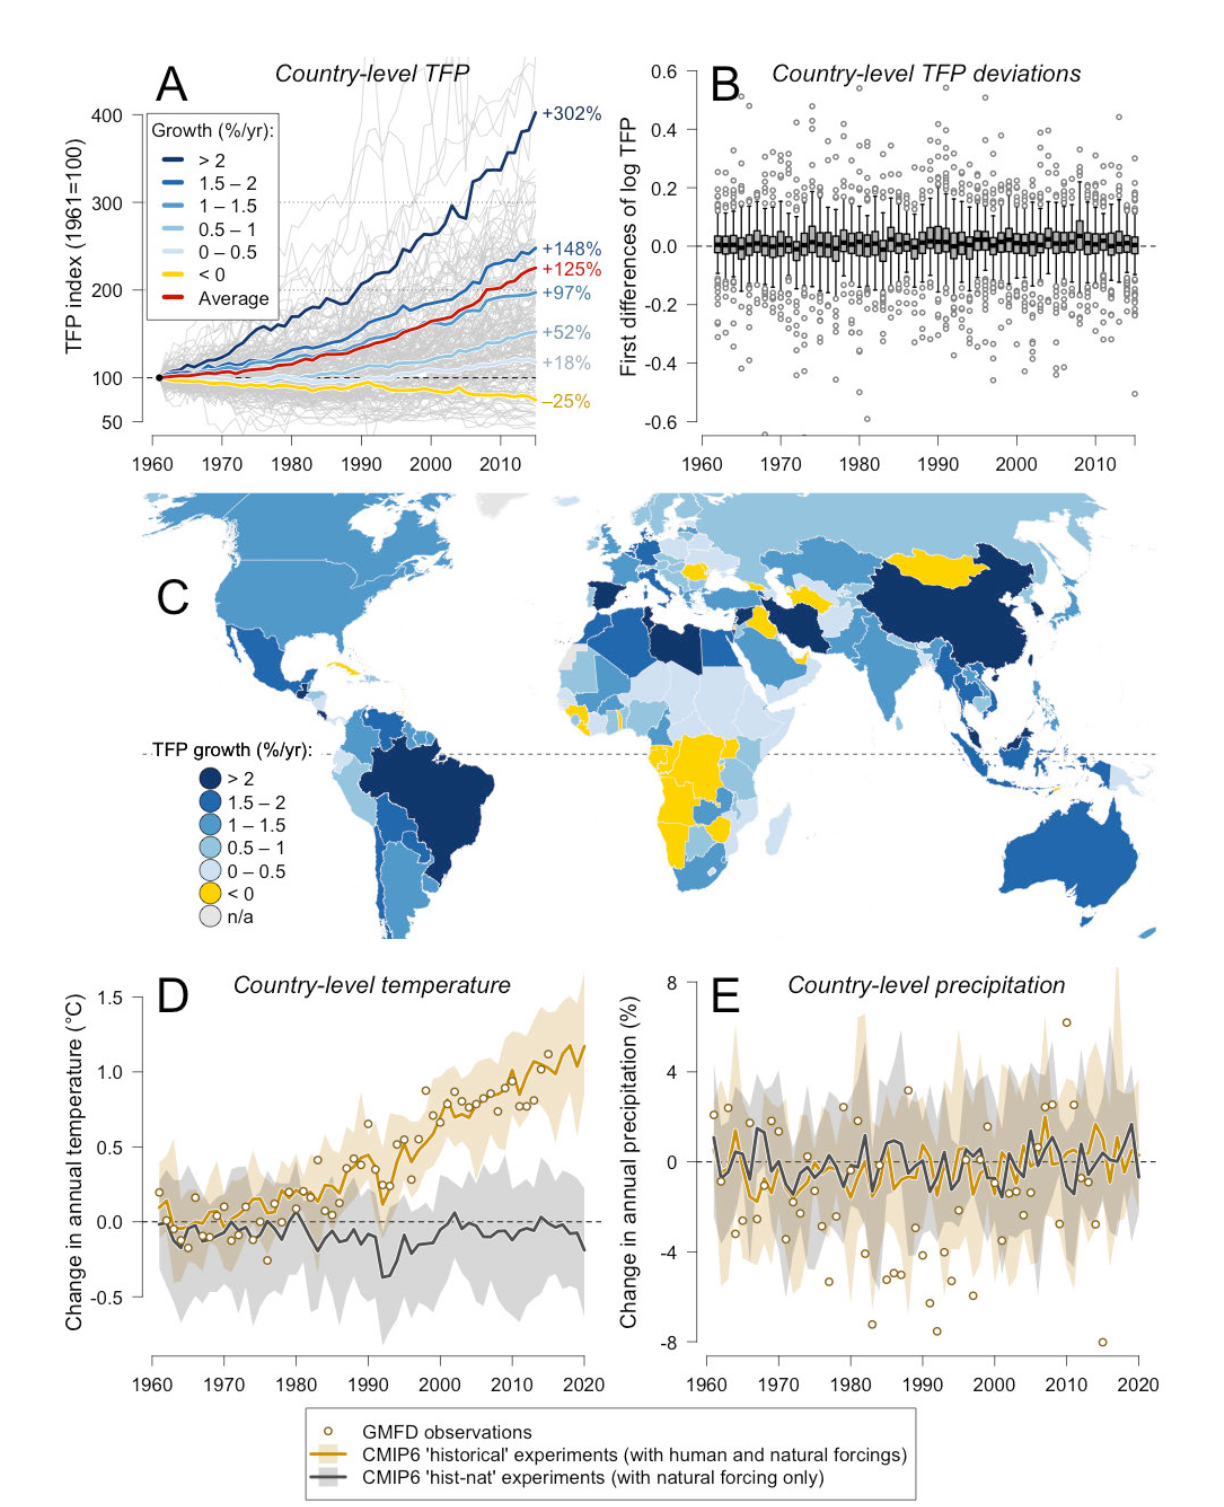 A
Country-level TFP
TFP index (1961=100)
400
300
200
100
50
Growth (%/yr):
> 2
1.5 – 2
1 – 1.5
0.5 – 1
0 – 0.5
< 0
Average
+302%
+148%
+125%
+97%
+52%
+18%
–25%
1960 1970 1980 1990 2000 2010
B
Country-level TFP deviations
First differences of log TFP
0.6
0.4
0.2
0.0
-0.2
-0.4
-0.6
1960 1970 1980 1990 2000 2010
C
TFP growth (%/yr):
> 2
1.5 – 2
1 – 1.5
0.5 – 1
0 – 0.5
< 0
n/a
D
Country-level temperature
Change in annual temperature (°C)
1.5
1.0
0.5
0.0
-0.5
1960 1970 1980 1990 2000 2010 2020
E
Country-level precipitation
Change in annual precipitation (%)
8
4
0
-4
-8
1960 1970 1980 1990 2000 2010 2020
GMFD observations
CMIP6 'historical' experiments (with human and natural forcings)
CMIP6 'hist-nat' experiments (with natural forcing only)